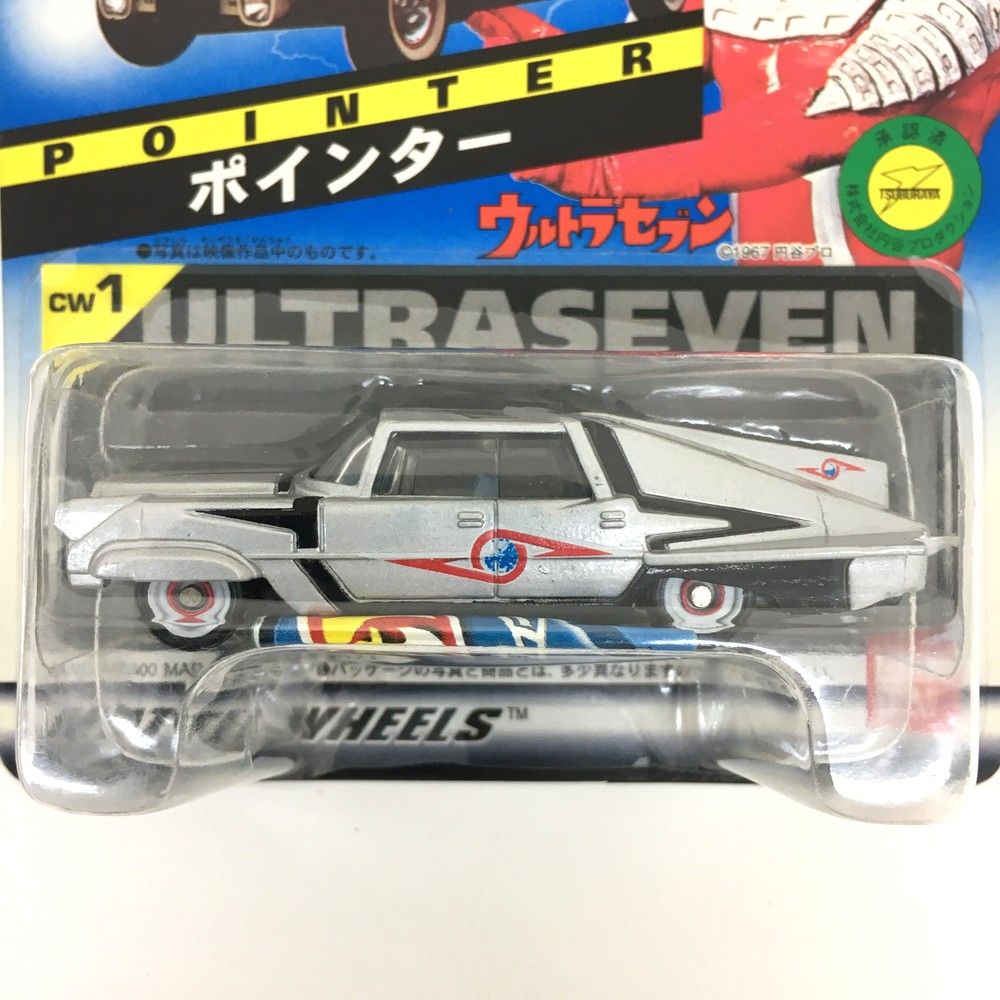 POINTER
ポインター
承認済
TSUBURAYA
株式会社円谷プロダクション
ウルトラセブン
©1967 円谷プロ
●写真は映像作品中のものです。
CW1
ULTRASEVEN
パッケージの写真と商品とは、多少異なります
WHEELS™